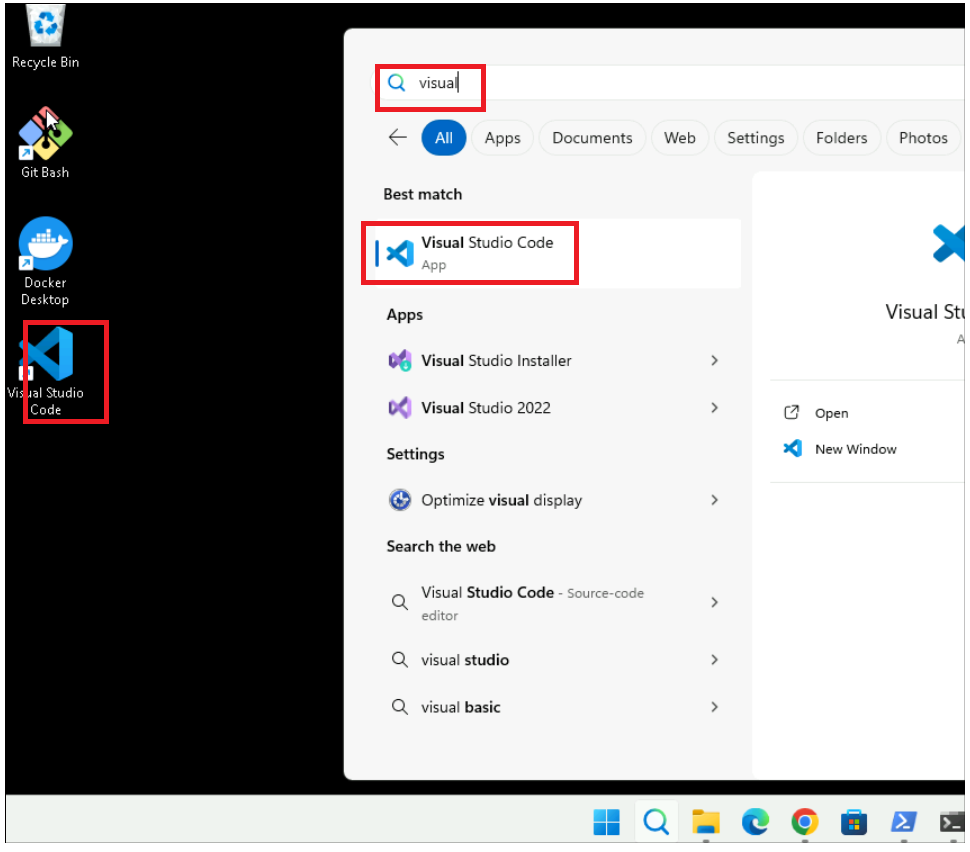 Recycle Bin
Git Bash
Docker
Desktop
Visual Studio
Code
visual
All
Apps
Documents
Web
Settings
Folders
Photos
Best match
Visual Studio Code
App
Apps
Visual Studio Installer
Visual Studio 2022
Settings
Optimize visual display
Search the web
Visual Studio Code - Source-code
editor
visual studio
visual basic
Visual Stu
A
Open
New Window